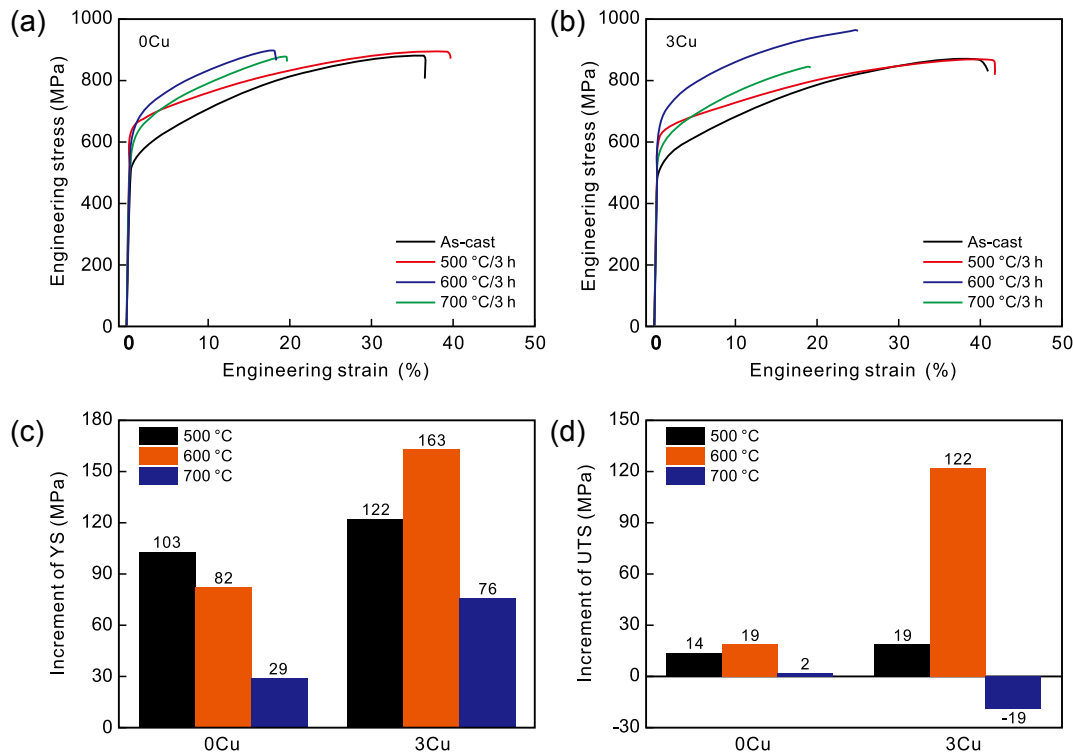 (a)
0Cu
Engineering stress (MPa)
1000
800
600
400
200
0
0
10
20
30
40
50
Engineering strain (%)
As-cast
500 °C/3 h
600 °C/3 h
700 °C/3 h
(b)
3Cu
Engineering stress (MPa)
1000
800
600
400
200
0
0
10
20
30
40
50
Engineering strain (%)
As-cast
500 °C/3 h
600 °C/3 h
700 °C/3 h
(c)
Increment of YS (MPa)
180
150
120
90
60
30
0
500 °C
600 °C
700 °C
103
82
29
122
163
76
0Cu
3Cu
(d)
Increment of UTS (MPa)
150
120
90
60
30
0
-30
500 °C
600 °C
700 °C
14
19
2
19
122
-19
0Cu
3Cu